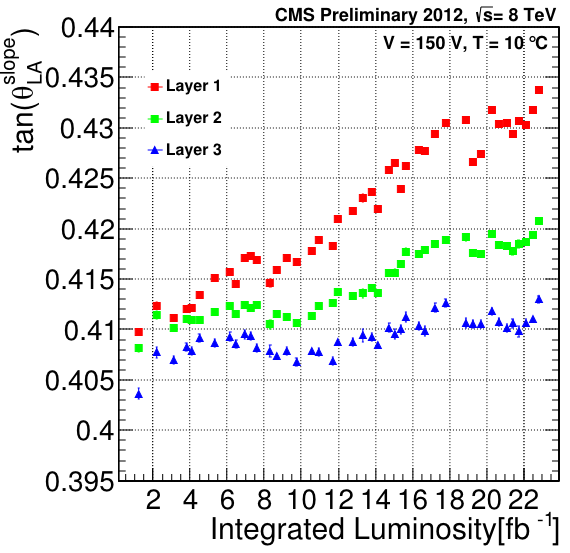 CMS Preliminary 2012, √s= 8 TeV
V = 150 V, T = 10 °C
tan(θ_LA^slope)
0.44
0.435
0.43
0.425
0.42
0.415
0.41
0.405
0.4
0.395
Layer 1
Layer 2
Layer 3
2 4 6 8 10 12 14 16 18 20 22
Integrated Luminosity[fb⁻¹]